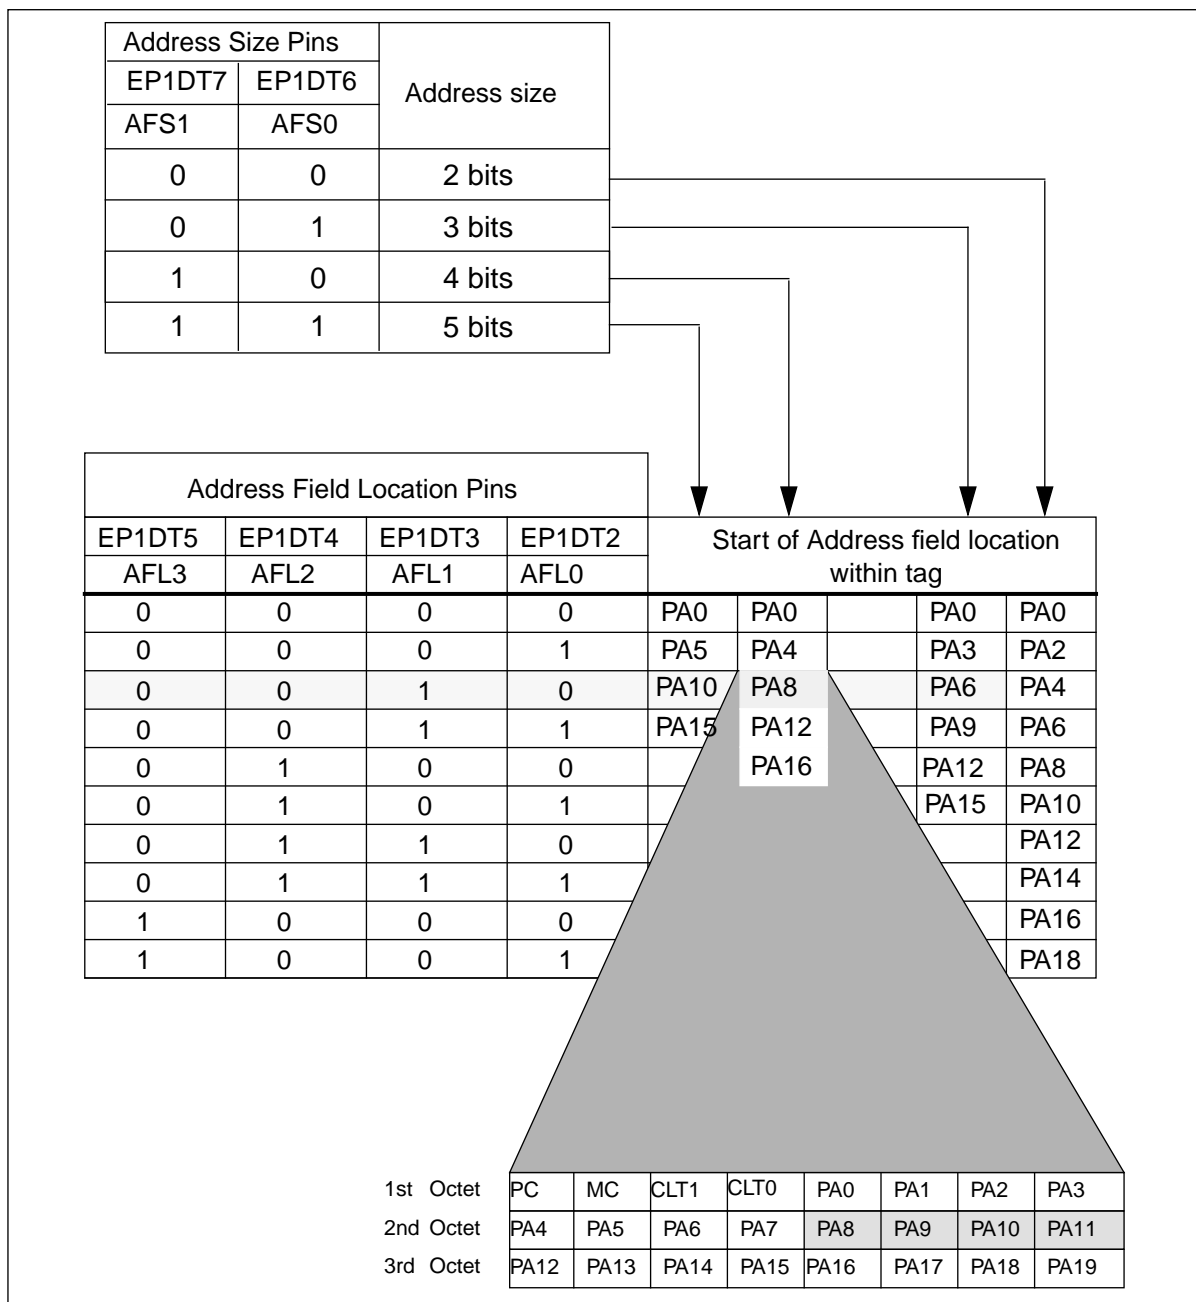 Address Size Pins
EP1DT7 EP1DT6 Address size
AFS1 AFS0
0 0 2 bits
0 1 3 bits
1 0 4 bits
1 1 5 bits
Address Field Location Pins
EP1DT5 EP1DT4 EP1DT3 EP1DT2 Start of Address field location
AFL3 AFL2 AFL1 AFL0 within tag
0 0 0 0 PA0 PA0 PA0 PA0
0 0 0 1 PA5 PA4 PA3 PA2
0 0 1 0 PA10 PA8 PA6 PA4
0 0 1 1 PA15 PA12 PA9 PA6
0 1 0 0 PA16 PA12 PA8
0 1 0 1 PA15 PA10
0 1 1 0 PA12
0 1 1 1 PA14
1 0 0 0 PA16
1 0 0 1 PA18
1st Octet PC MC CLT1 CLT0 PA0 PA1 PA2 PA3
2nd Octet PA4 PA5 PA6 PA7 PA8 PA9 PA10 PA11
3rd Octet PA12 PA13 PA14 PA15 PA16 PA17 PA18 PA19